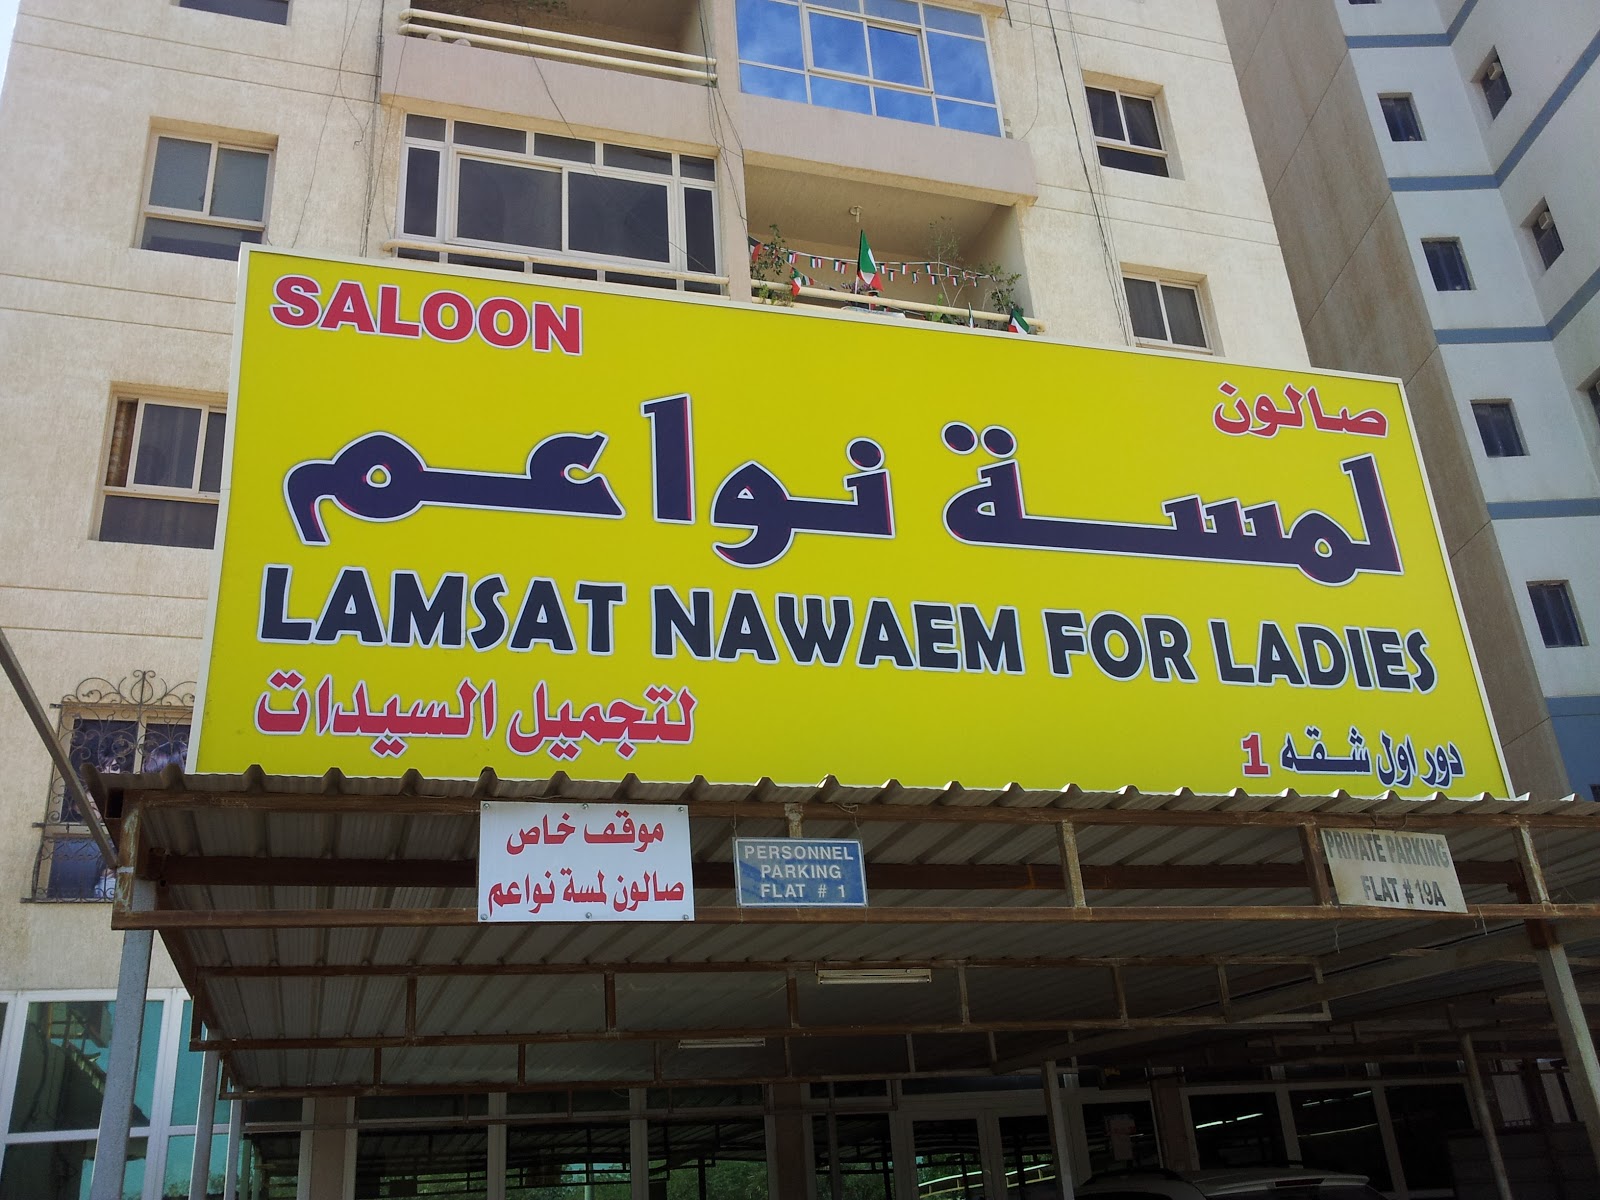 SALOON
صالون
لمسة نواعم
LAMSAT NAWAEM FOR LADIES
لتجميل السيدات
دور اول شقه 1
موقف خاص
صالون لمسة نواعم
PERSONNEL
PARKING
FLAT # 1
PRIVATE PARKING
FLAT # 19A